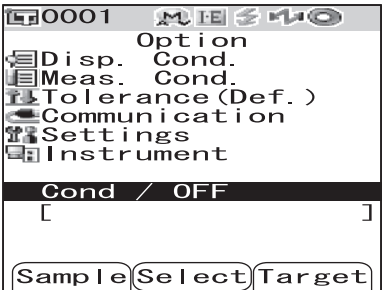 0001 M. I·E
Option
Disp. Cond.
Meas. Cond.
Tolerance(Def.)
Communication
Settings
Instrument
Cond / OFF
[ ]
Sample Select Target